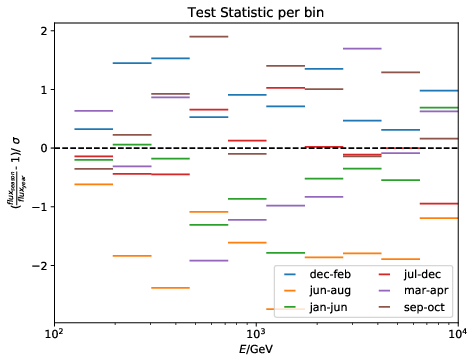 Test Statistic per bin
2
1
0
−1
−2
(flux_season/flux_year - 1)/ σ
dec-feb
jun-aug
jan-jun
jul-dec
mar-apr
sep-oct
10^2
10^3
10^4
E/GeV